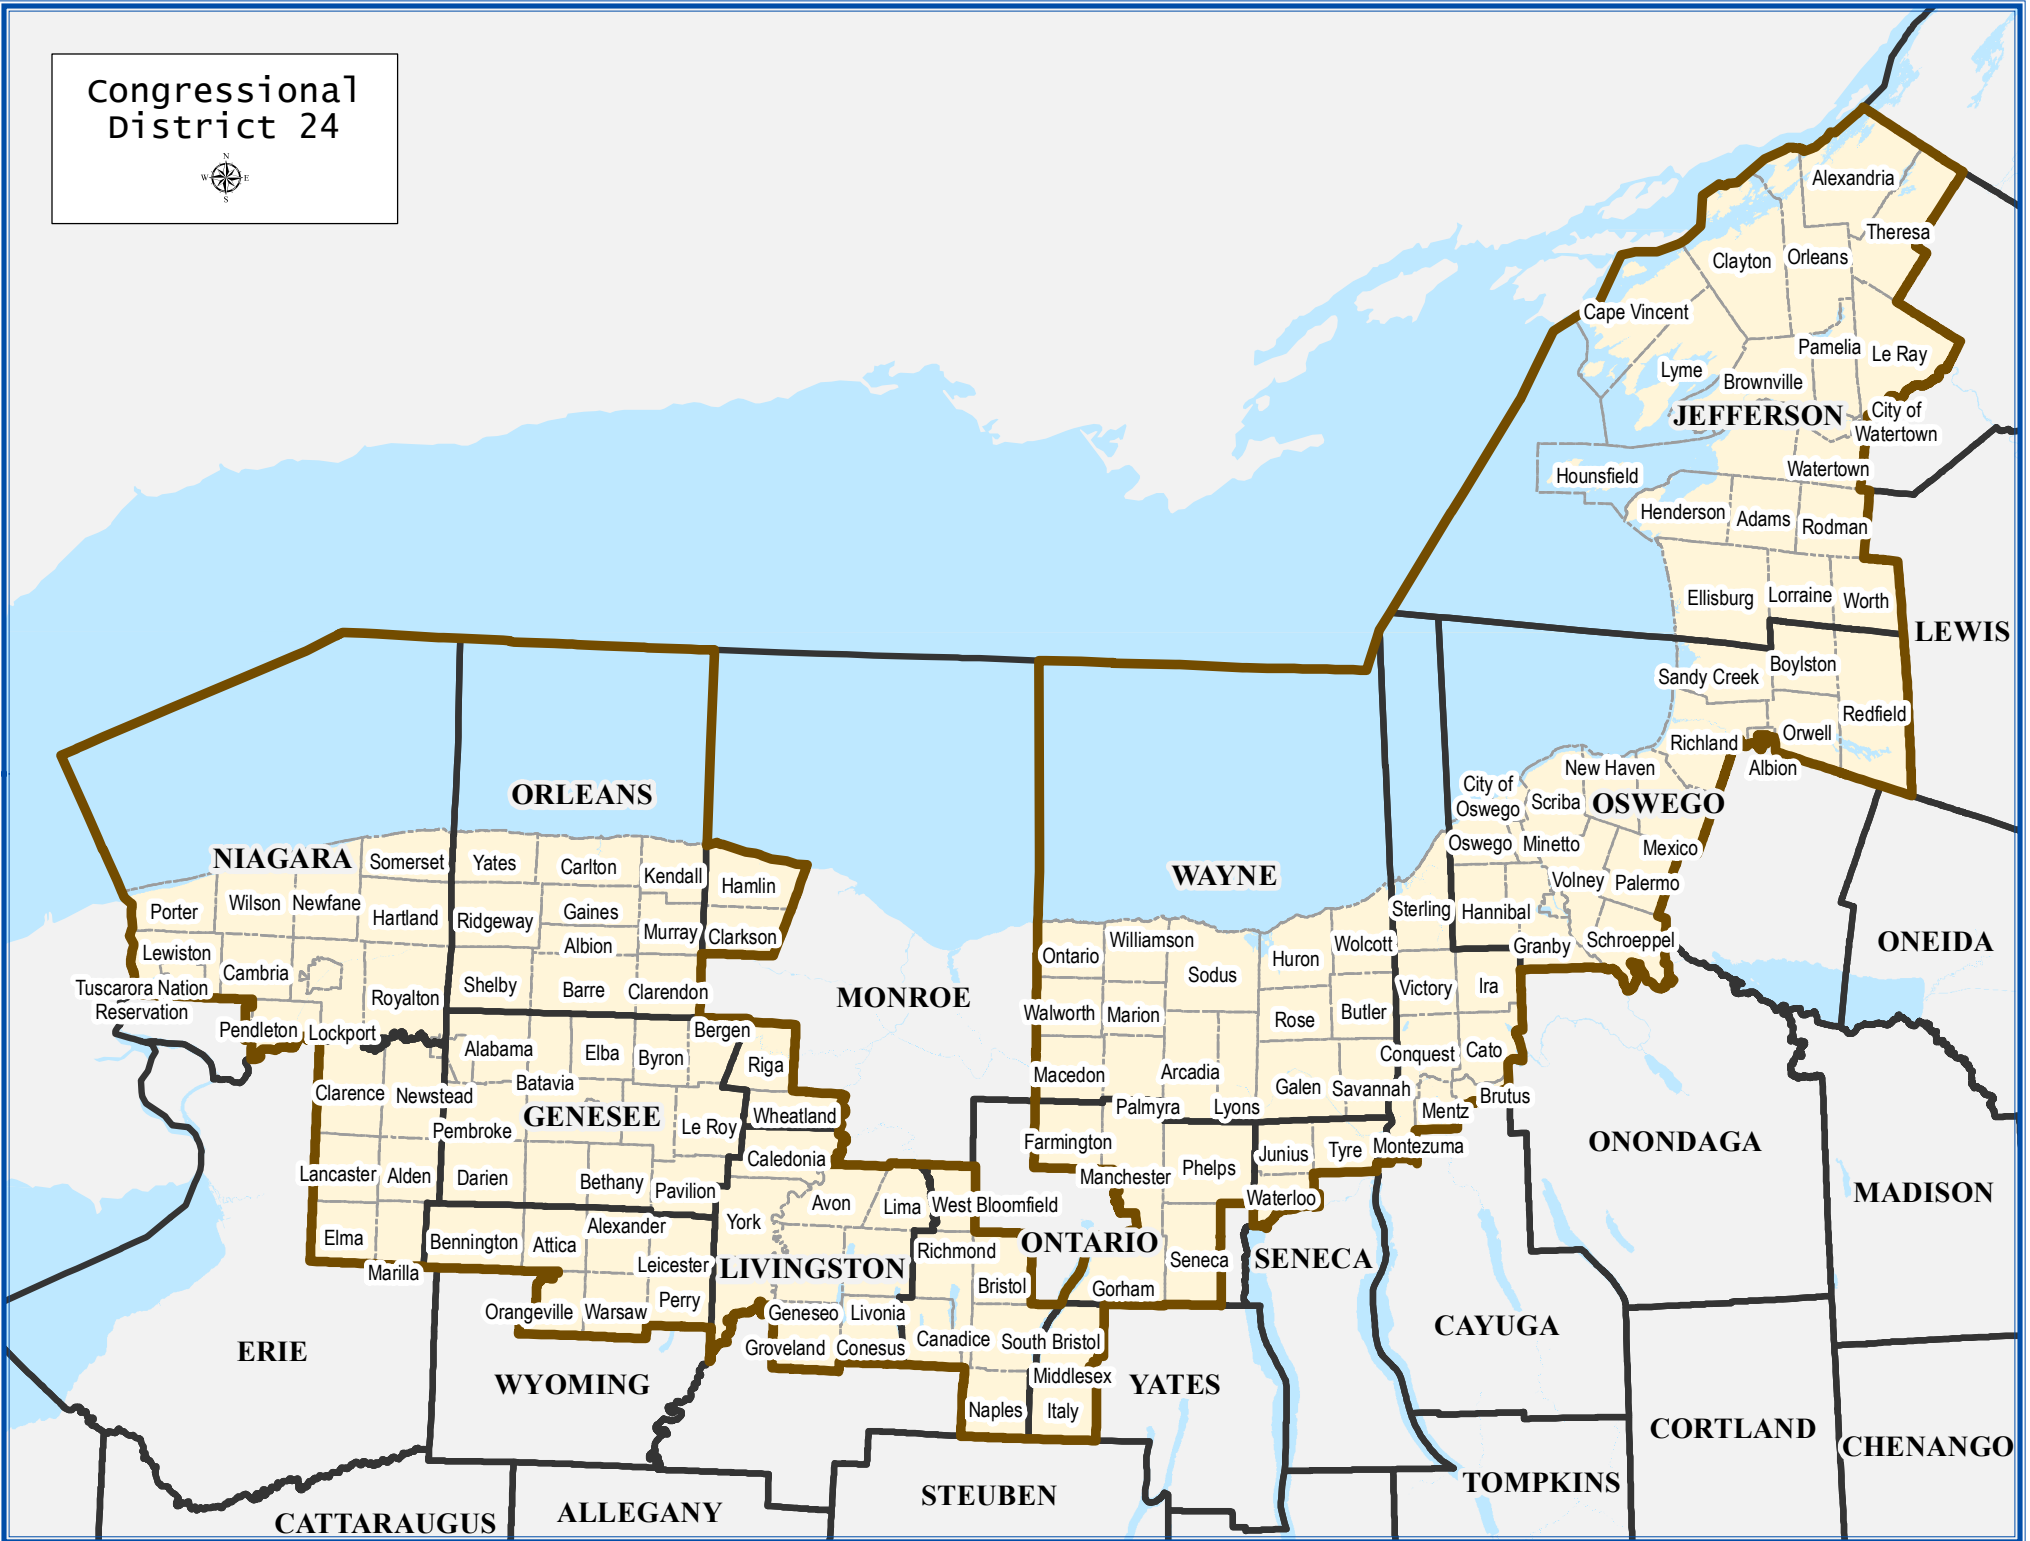 Congressional
District 24
N
W E
S
Alexandria
Theresa
Clayton
Orleans
Cape Vincent
Pamelia
Le Ray
Lyme
Brownville
JEFFERSON
City of
Watertown
Hounsfield
Watertown
Henderson
Adams
Rodman
Ellisburg
Lorraine
Worth
LEWIS
Sandy Creek
Boylston
Redfield
Orwell
Richland
Albion
New Haven
City of
Oswego
Scriba
OSWEGO
Oswego
Minetto
Mexico
Volney
Palermo
Sterling
Hannibal
Granby
Schroeppel
ONEIDA
ORLEANS
NIAGARA
Somerset
Yates
Carlton
Kendall
Hamlin
WAYNE
Porter
Wilson
Newfane
Hartland
Ridgeway
Gaines
Murray
Clarkson
Albion
Lewiston
Cambria
Tuscarora Nation
Reservation
Royalton
Shelby
Barre
Clarendon
MONROE
Pendleton
Lockport
Bergen
Alabama
Elba
Byron
Riga
Clarence
Newstead
Batavia
GENESEE
Wheatland
Pembroke
Le Roy
Caledonia
Lancaster
Alden
Darien
Bethany
Pavilion
Avon
Lima
West Bloomfield
Elma
Bennington
Attica
Alexander
York
Marilla
Leicester
LIVINGSTON
Richmond
Bristol
Orangeville
Warsaw
Perry
Geneseo
Livonia
Groveland
Conesus
Canadice
South Bristol
Middlesex
Naples
Italy
Ontario
Williamson
Sodus
Huron
Wolcott
Walworth
Marion
Rose
Butler
Victory
Ira
Macedon
Arcadia
Galen
Savannah
Conquest
Cato
Palmyra
Lyons
Mentz
Brutus
Farmington
Manchester
Phelps
Junius
Tyre
Montezuma
Waterloo
ONTARIO
Seneca
Gorham
SENECA
ONONDAGA
MADISON
ERIE
WYOMING
YATES
CAYUGA
CORTLAND
CHENANGO
TOMPKINS
STEUBEN
ALLEGANY
CATTARAUGUS